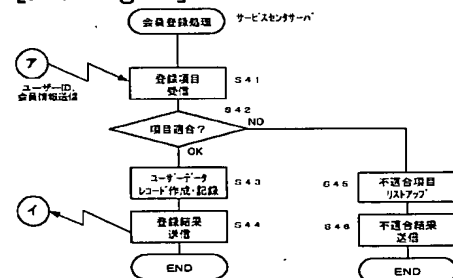 会員登録処理
サービスセンタサーバ
ア
ユーザーID,
会員情報送信
登録項目
受信
S41
S42
項目適合?
NO
OK
ユーザーデータ
レコード作成・記録
S43
S45
不適合項目
リストアップ
イ
登録結果
送信
S44
S46
不適合結果
送信
END
END